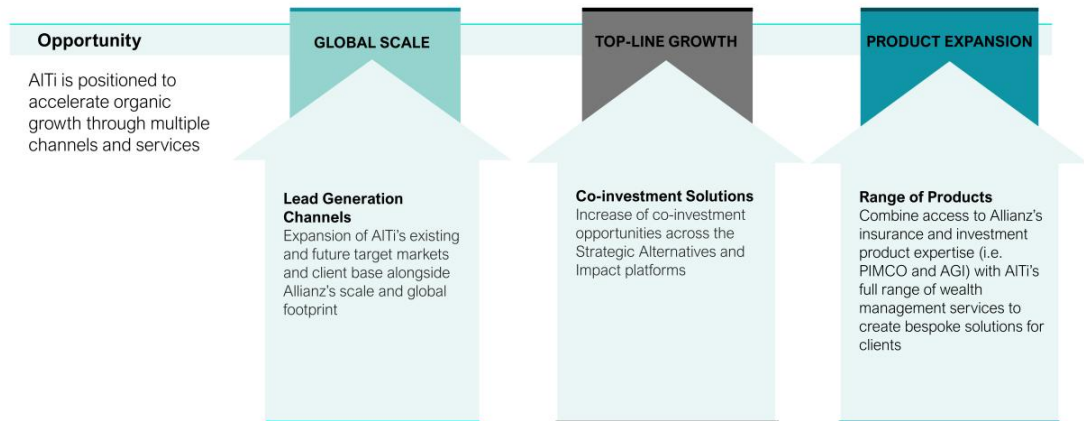 Opportunity
AlTi is positioned to
accelerate organic
growth through multiple
channels and services
GLOBAL SCALE
Lead Generation
Channels
Expansion of AlTi's existing
and future target markets
and client base alongside
Allianz's scale and global
footprint
TOP-LINE GROWTH
Co-investment Solutions
Increase of co-investment
opportunities across the
Strategic Alternatives and
Impact platforms
PRODUCT EXPANSION
Range of Products
Combine access to Allianz's
insurance and investment
product expertise (i.e.
PIMCO and AGI) with AlTi's
full range of wealth
management services to
create bespoke solutions for
clients